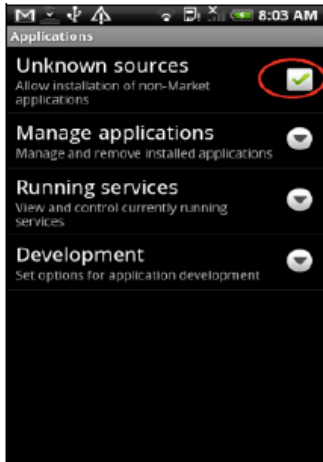 8:03 AM
Applications
Unknown sources
Allow installation of non-Market
applications
Manage applications
Manage and remove installed applications
Running services
View and control currently running
services
Development
Set options for application development